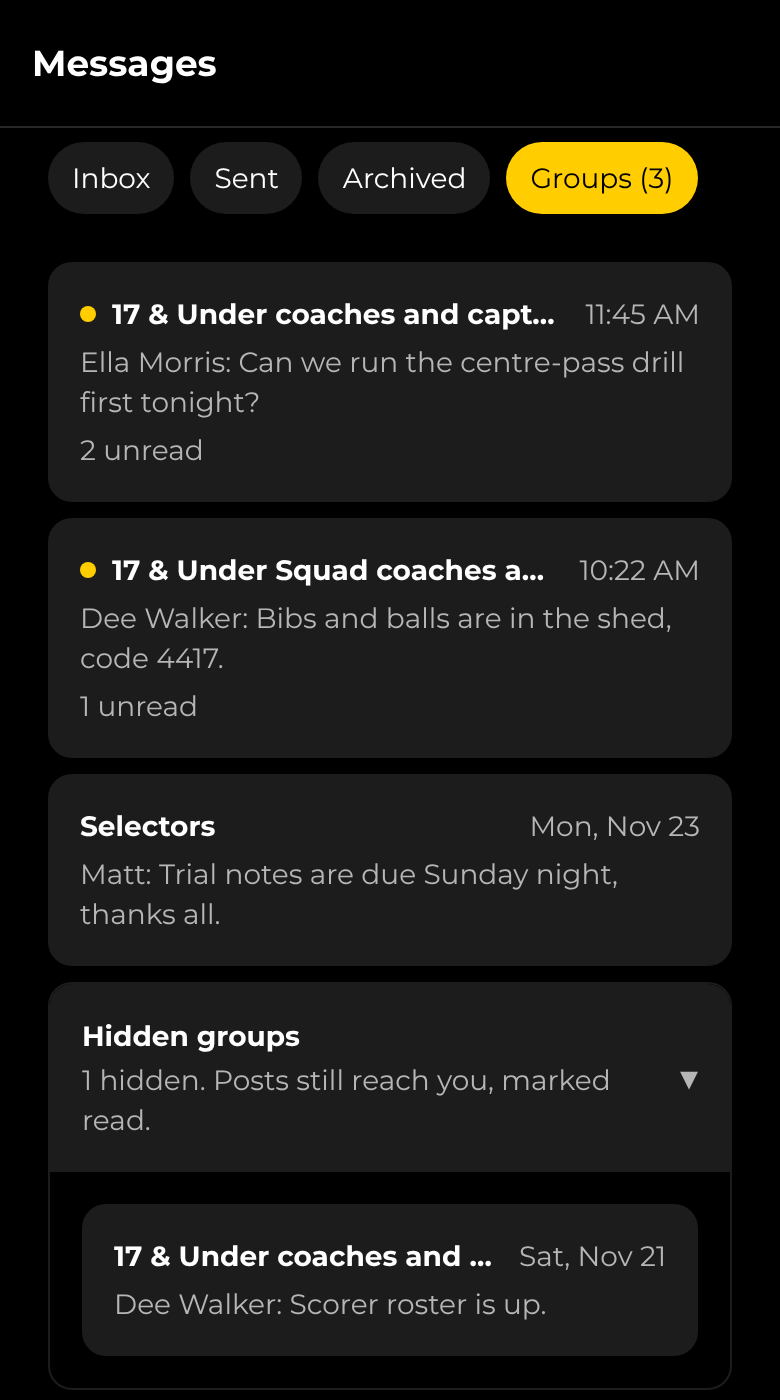 Messages
Inbox
Sent
Archived
Groups (3)
17 & Under coaches and capt...
11:45 AM
Ella Morris: Can we run the centre-pass drill
first tonight?
2 unread
17 & Under Squad coaches a...
10:22 AM
Dee Walker: Bibs and balls are in the shed,
code 4417.
1 unread
Selectors
Mon, Nov 23
Matt: Trial notes are due Sunday night,
thanks all.
Hidden groups
1 hidden. Posts still reach you, marked
read.
17 & Under coaches and ...
Sat, Nov 21
Dee Walker: Scorer roster is up.